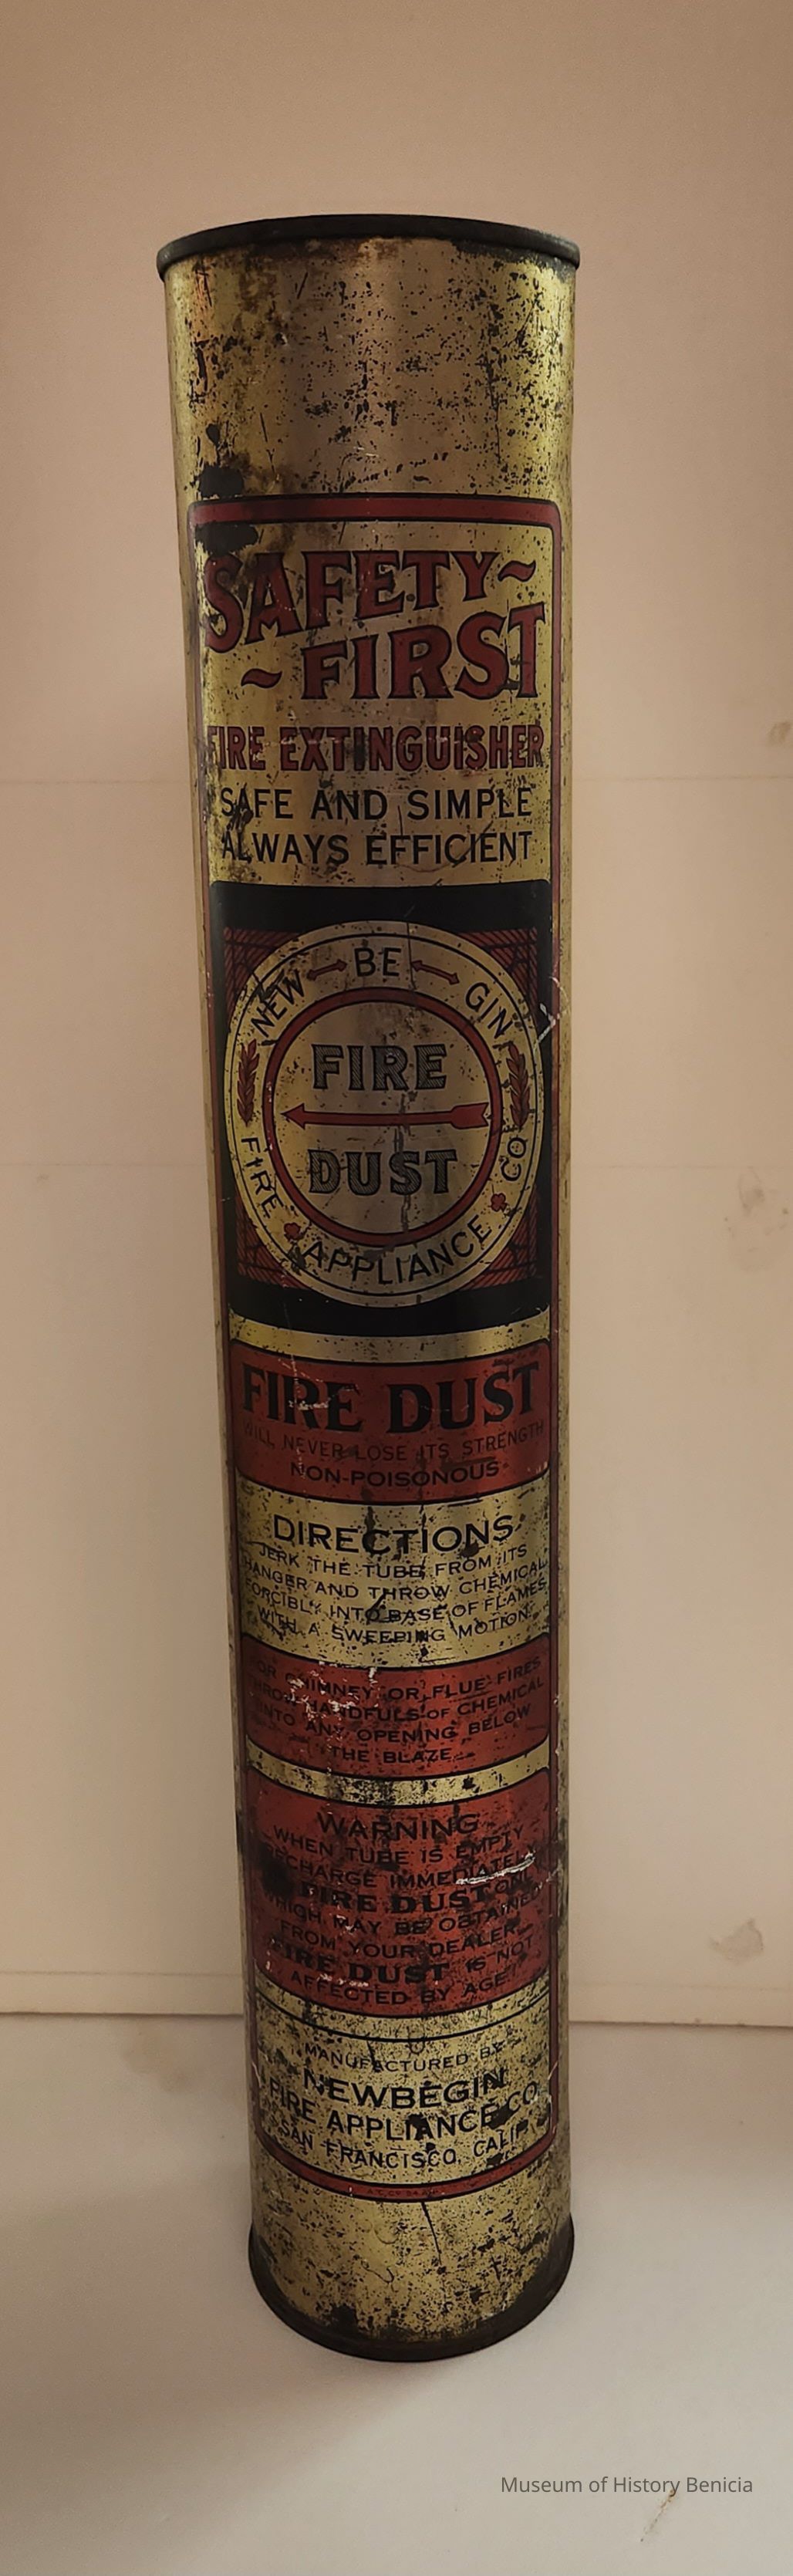 SAFETY~
~FIRST
FIRE EXTINGUISHER
SAFE AND SIMPLE
ALWAYS EFFICIENT
NEW BE GIN
FIRE APPLIANCE CO.
FIRE
DUST
FIRE DUST
WILL NEVER LOSE ITS STRENGTH
NON-POISONOUS
DIRECTIONS
JERK THE TUBE FROM ITS
HANGER AND THROW CHEMICAL
FORCIBLY INTO BASE OF FLAMES
WITH A SWEEPING MOTION.
FOR CHIMNEY OR FLUE FIRES
THROW HANDFULS OF CHEMICAL
INTO ANY OPENING BELOW
THE BLAZE
WARNING
WHEN TUBE IS EMPTY
RECHARGE IMMEDIATELY
FIRE DUST ONLY
WHICH MAY BE OBTAINED
FROM YOUR DEALER
FIRE DUST IS NOT
AFFECTED BY AGE
MANUFACTURED BY
NEWBEGIN
FIRE APPLIANCE CO.
SAN FRANCISCO, CALIF.
Museum of History Benicia